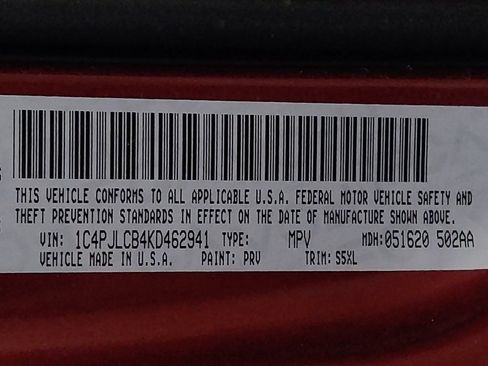 THIS VEHICLE CONFORMS TO ALL APPLICABLE U.S.A. FEDERAL MOTOR VEHICLE SAFETY AND
THEFT PREVENTION STANDARDS IN EFFECT ON THE DATE OF MANUFACTURE SHOWN ABOVE.
VIN: 1C4PJLCB4KD462941 TYPE: MPV MDH:051620 502AA
VEHICLE MADE IN U.S.A. PAINT: PRV TRIM: S5XL